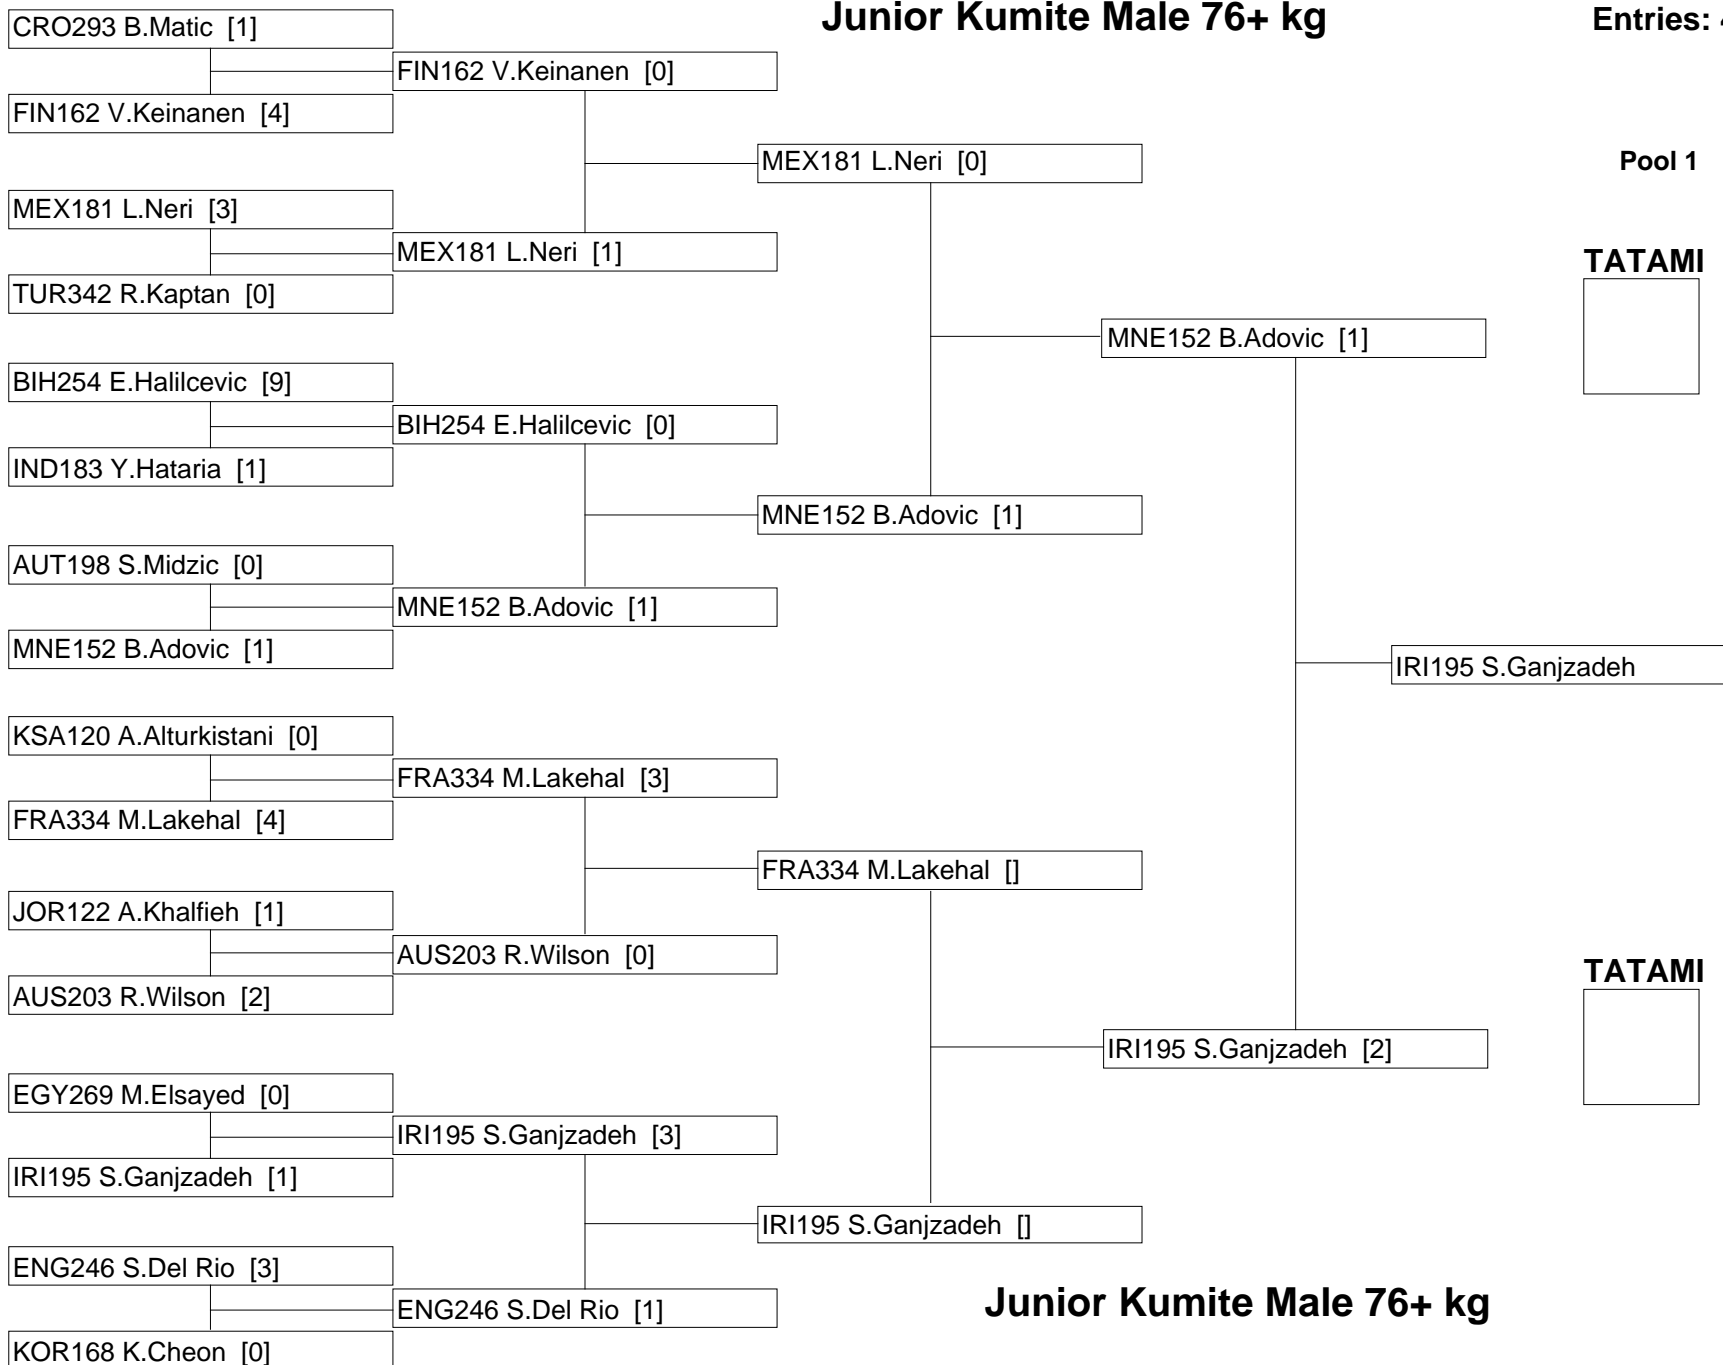 Junior Kumite Male 76+ kg
Entries: 4
Pool 1
TATAMI
TATAMI
CRO293 B.Matic [1]
FIN162 V.Keinanen [4]
MEX181 L.Neri [3]
TUR342 R.Kaptan [0]
BIH254 E.Halilcevic [9]
IND183 Y.Hataria [1]
AUT198 S.Midzic [0]
MNE152 B.Adovic [1]
KSA120 A.Alturkistani [0]
FRA334 M.Lakehal [4]
JOR122 A.Khalfieh [1]
AUS203 R.Wilson [2]
EGY269 M.Elsayed [0]
IRI195 S.Ganjzadeh [1]
ENG246 S.Del Rio [3]
KOR168 K.Cheon [0]
FIN162 V.Keinanen [0]
MEX181 L.Neri [1]
BIH254 E.Halilcevic [0]
MNE152 B.Adovic [1]
FRA334 M.Lakehal [3]
AUS203 R.Wilson [0]
IRI195 S.Ganjzadeh [3]
ENG246 S.Del Rio [1]
MEX181 L.Neri [0]
MNE152 B.Adovic [1]
FRA334 M.Lakehal []
IRI195 S.Ganjzadeh []
MNE152 B.Adovic [1]
IRI195 S.Ganjzadeh [2]
IRI195 S.Ganjzadeh
Junior Kumite Male 76+ kg